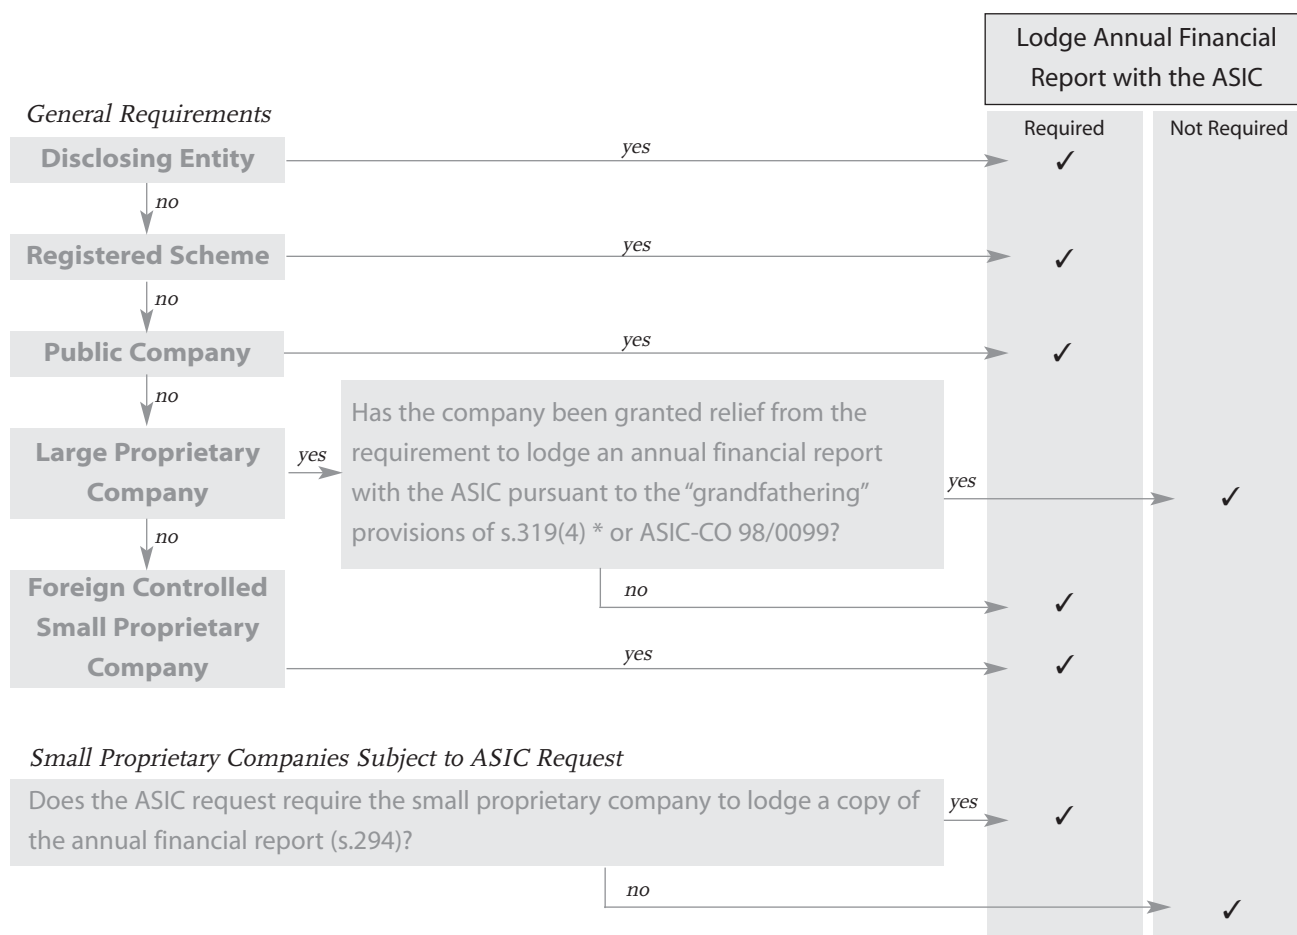 Lodge Annual Financial
Report with the ASIC
General Requirements
Required
Not Required
Disclosing Entity
yes
✓
no
Registered Scheme
yes
✓
no
Public Company
yes
✓
no
Large Proprietary
Company
yes
Has the company been granted relief from the
requirement to lodge an annual financial report
with the ASIC pursuant to the “grandfathering”
provisions of s.319(4) * or ASIC-CO 98/0099?
yes
✓
no
✓
no
Foreign Controlled
Small Proprietary
Company
yes
✓
Small Proprietary Companies Subject to ASIC Request
Does the ASIC request require the small proprietary company to lodge a copy of
the annual financial report (s.294)?
yes
✓
no
✓